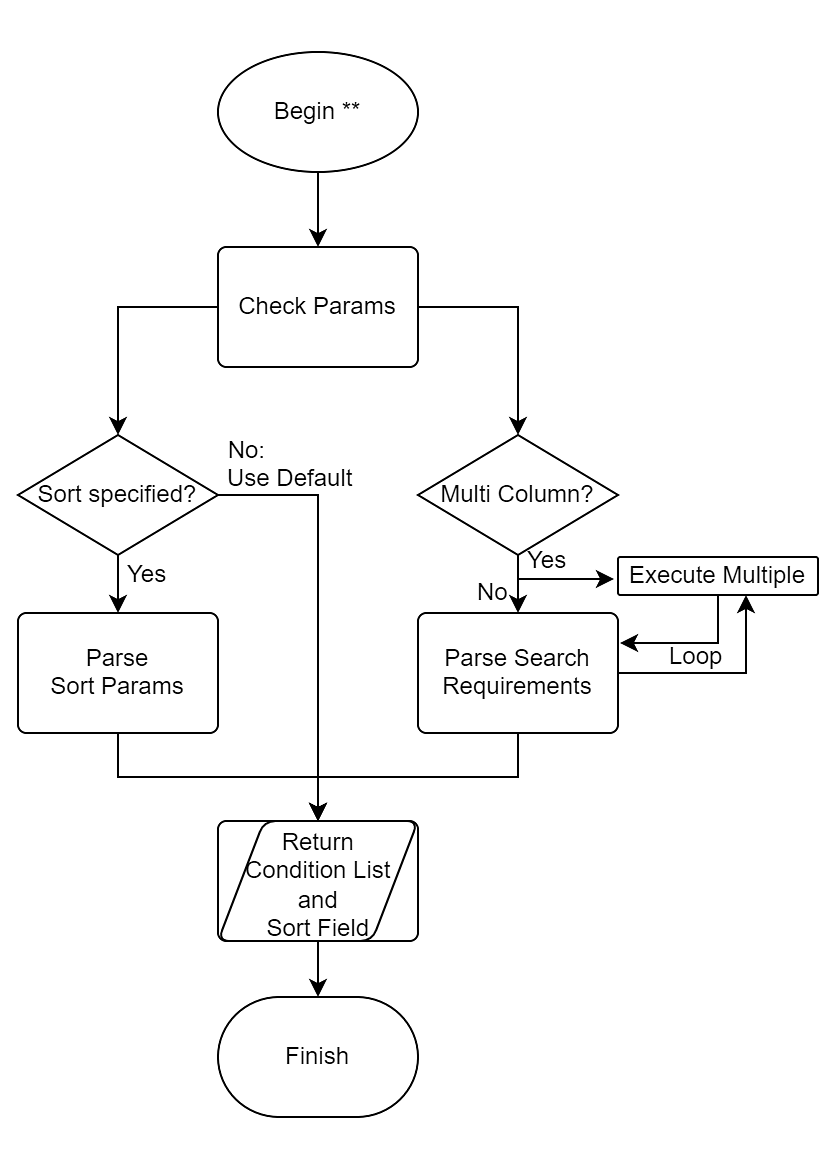 Begin **
Check Params
No:
Use Default
Sort specified?
Multi Column?
Yes
Yes
No
Execute Multiple
Parse
Sort Params
Parse Search
Requirements
Loop
Return
Condition List
and
Sort Field
Finish